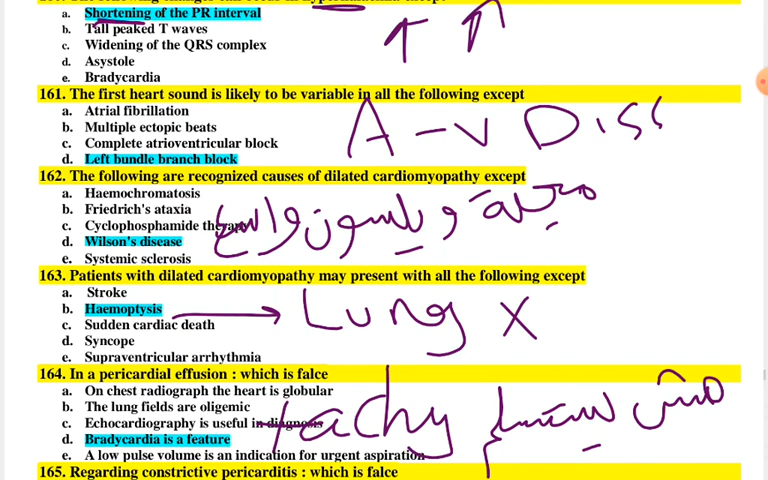 a. Shortening of the PR interval
b. Tall peaked T waves
c. Widening of the QRS complex
d. Asystole
e. Bradycardia
161. The first heart sound is likely to be variable in all the following except
a. Atrial fibrillation
b. Multiple ectopic beats
c. Complete atrioventricular block
d. Left bundle branch block
A-V Diss
162. The following are recognized causes of dilated cardiomyopathy except
a. Haemochromatosis
b. Friedrich's ataxia
c. Cyclophosphamide therapy
d. Wilson's disease
e. Systemic sclerosis
163. Patients with dilated cardiomyopathy may present with all the following except
a. Stroke
b. Haemoptysis
c. Sudden cardiac death
d. Syncope
e. Supraventricular arrhythmia
Lung X
164. In a pericardial effusion : which is falce
a. On chest radiograph the heart is globular
b. The lung fields are oligemic
c. Echocardiography is useful in diagnosis
d. Bradycardia is a feature
e. A low pulse volume is an indication for urgent aspiration
tachy
مش
165. Regarding constrictive pericarditis : which is falce